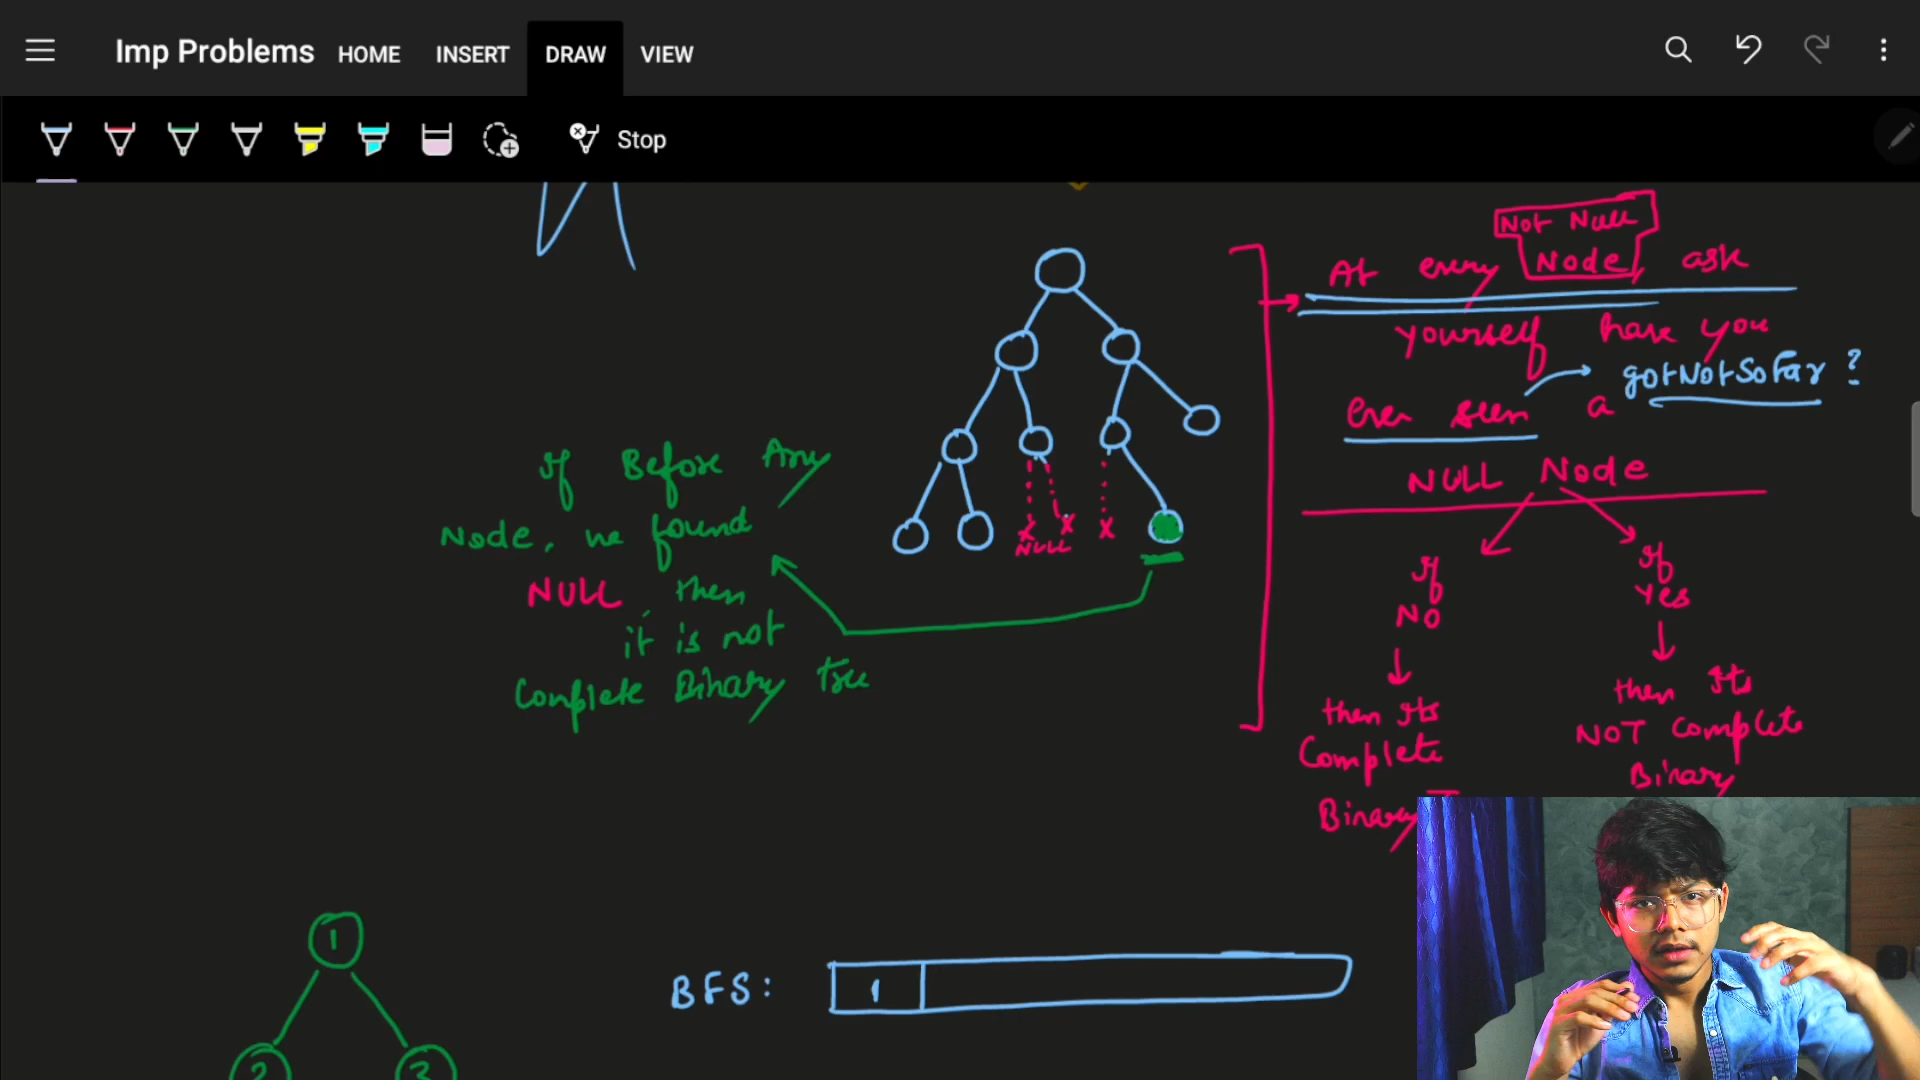 Imp Problems HOME INSERT DRAW VIEW
Stop
Not Null
At every Node, ask
yourself have you
gotNotSoFar ?
ever seen a
NULL Node
If NO
then Its
Complete
Binary
If Yes
then Its
NOT Complete
Binary
If Before Any
Node, we found
NULL, then
it is not
Complete Binary Tree
X X X
NULL
1
2 3
BFS: 1